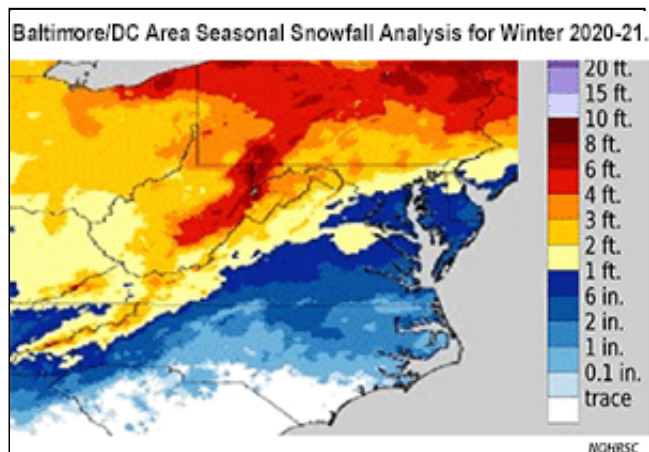 Baltimore/DC Area Seasonal Snowfall Analysis for Winter 2020-21.
20 ft.
15 ft.
10 ft.
8 ft.
6 ft.
4 ft.
3 ft.
2 ft.
1 ft.
6 in.
2 in.
1 in.
0.1 in.
trace
NOHRSC